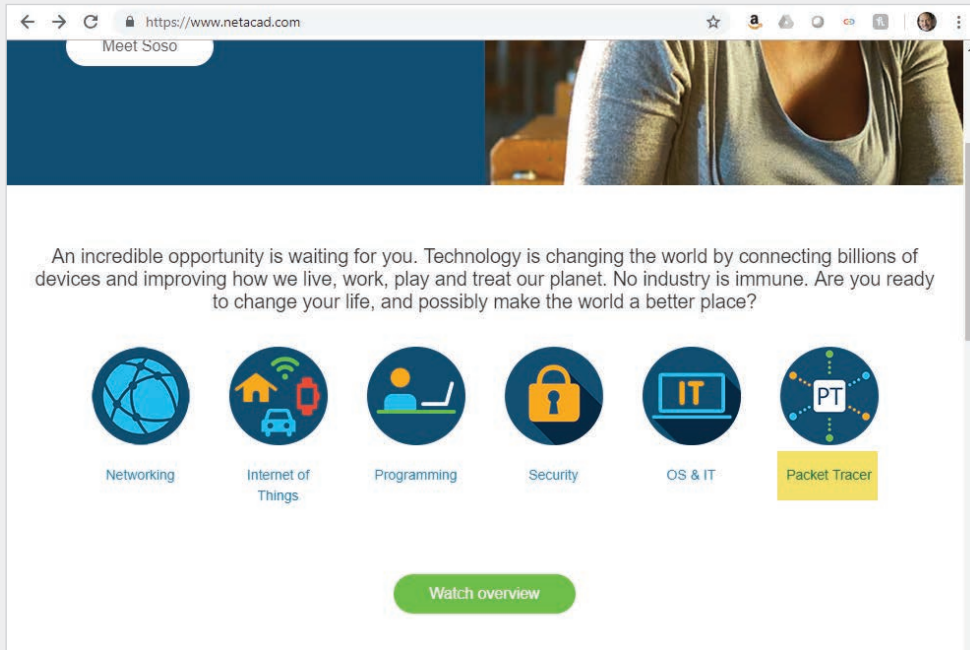 https://www.netacad.com
Meet Soso
An incredible opportunity is waiting for you. Technology is changing the world by connecting billions of
devices and improving how we live, work, play and treat our planet. No industry is immune. Are you ready
to change your life, and possibly make the world a better place?
IT
PT
Networking
Internet of
Things
Programming
Security
OS & IT
Packet Tracer
Watch overview